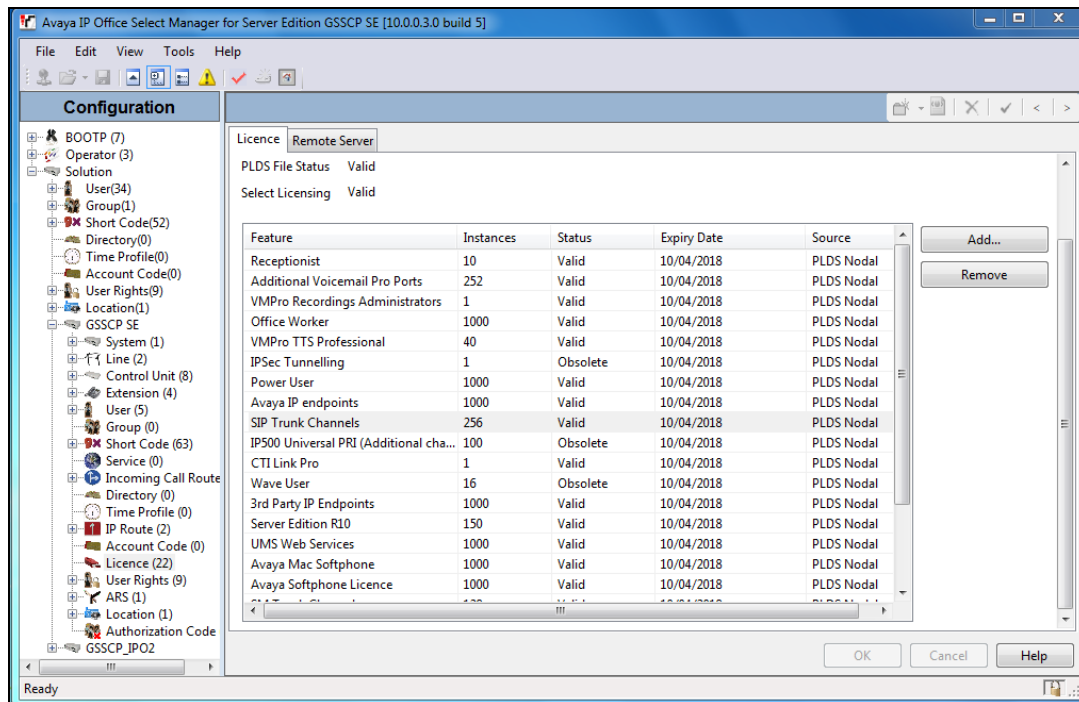 Avaya IP Office Select Manager for Server Edition GSSCP SE [10.0.0.3.0 build 5]
File Edit View Tools Help
Configuration
BOOTP (7)
Operator (3)
Solution
User(34)
Group(1)
Short Code(52)
Directory(0)
Time Profile(0)
Account Code(0)
User Rights(9)
Location(1)
GSSCP SE
System (1)
Line (2)
Control Unit (8)
Extension (4)
User (5)
Group (0)
Short Code (63)
Service (0)
Incoming Call Route
Directory (0)
Time Profile (0)
IP Route (2)
Account Code (0)
Licence (22)
User Rights (9)
ARS (1)
Location (1)
Authorization Code
GSSCP_IPO2
Licence Remote Server
PLDS File Status Valid
Select Licensing Valid
Feature Instances Status Expiry Date Source
Receptionist 10 Valid 10/04/2018 PLDS Nodal
Additional Voicemail Pro Ports 252 Valid 10/04/2018 PLDS Nodal
VMPro Recordings Administrators 1 Valid 10/04/2018 PLDS Nodal
Office Worker 1000 Valid 10/04/2018 PLDS Nodal
VMPro TTS Professional 40 Valid 10/04/2018 PLDS Nodal
IPSec Tunnelling 1 Obsolete 10/04/2018 PLDS Nodal
Power User 1000 Valid 10/04/2018 PLDS Nodal
Avaya IP endpoints 1000 Valid 10/04/2018 PLDS Nodal
SIP Trunk Channels 256 Valid 10/04/2018 PLDS Nodal
IP500 Universal PRI (Additional cha... 100 Obsolete 10/04/2018 PLDS Nodal
CTI Link Pro 1 Valid 10/04/2018 PLDS Nodal
Wave User 16 Obsolete 10/04/2018 PLDS Nodal
3rd Party IP Endpoints 1000 Valid 10/04/2018 PLDS Nodal
Server Edition R10 150 Valid 10/04/2018 PLDS Nodal
UMS Web Services 1000 Valid 10/04/2018 PLDS Nodal
Avaya Mac Softphone 1000 Valid 10/04/2018 PLDS Nodal
Avaya Softphone Licence 1000 Valid 10/04/2018 PLDS Nodal
Add...
Remove
OK Cancel Help
Ready